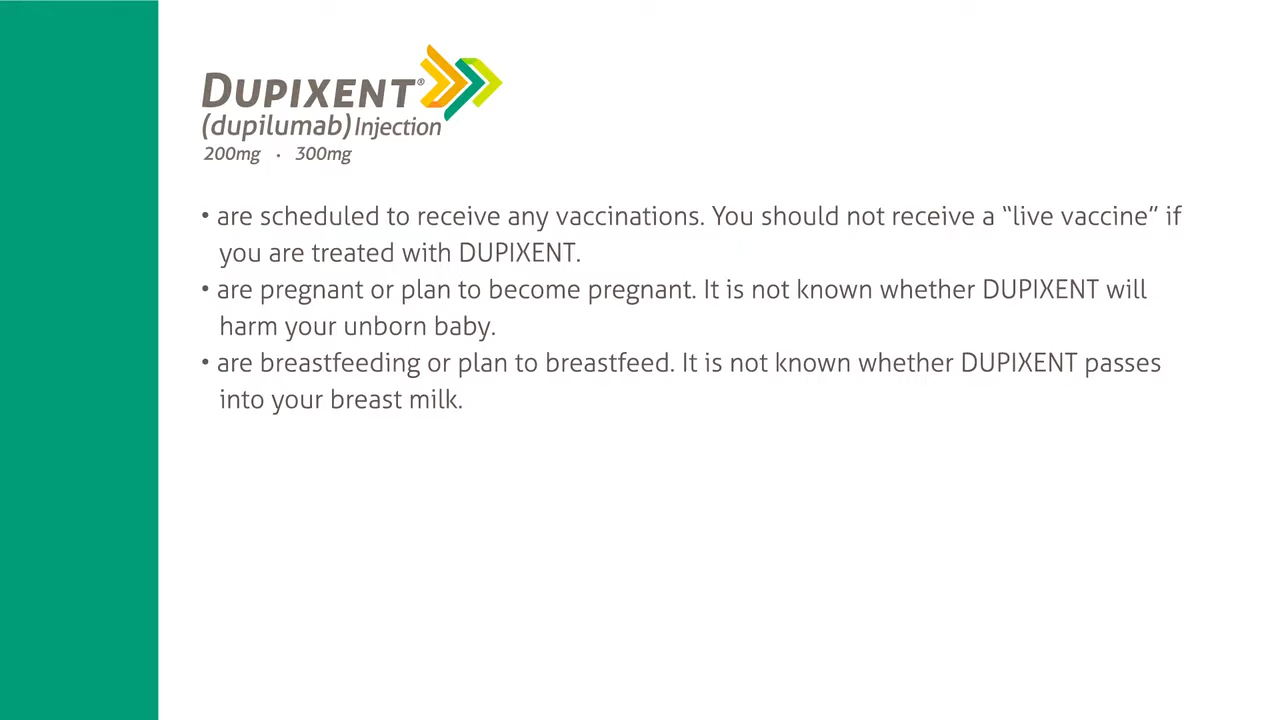 DUPIXENT®
(dupilumab) Injection
200mg · 300mg
• are scheduled to receive any vaccinations. You should not receive a “live vaccine” if
you are treated with DUPIXENT.
• are pregnant or plan to become pregnant. It is not known whether DUPIXENT will
harm your unborn baby.
• are breastfeeding or plan to breastfeed. It is not known whether DUPIXENT passes
into your breast milk.